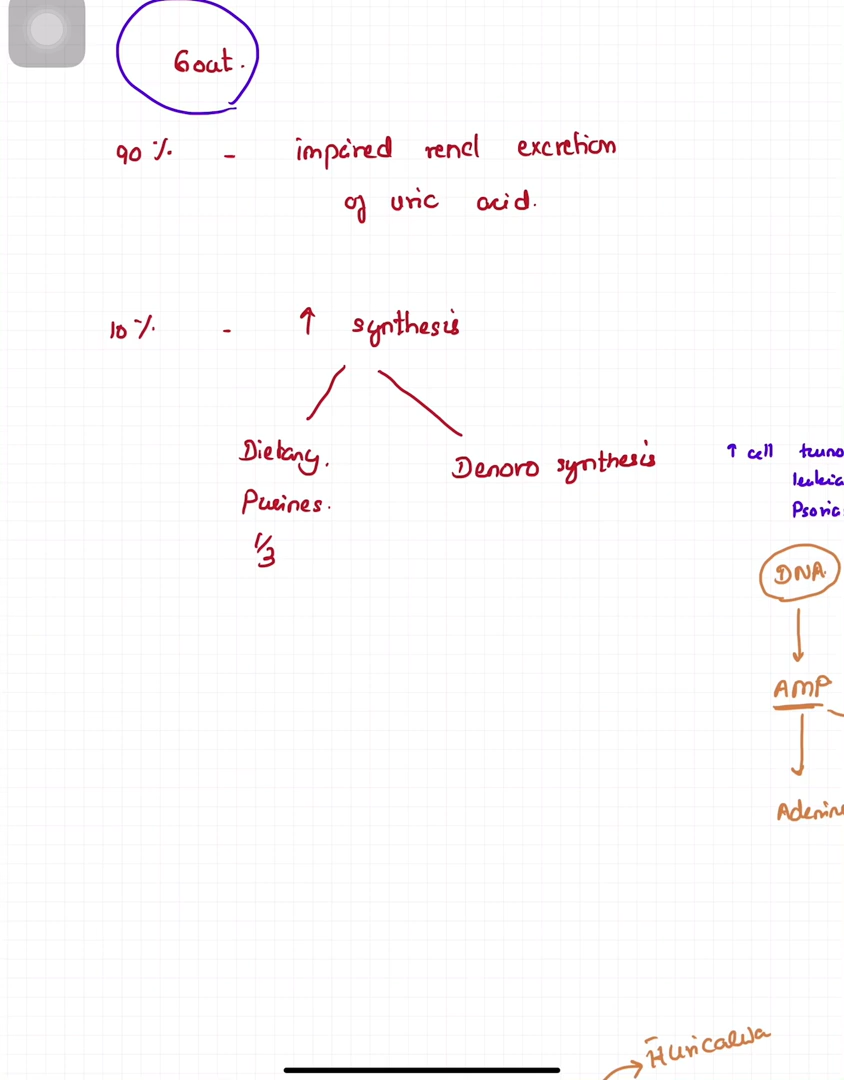 Gout.
90% - impaired renal excretion
of uric acid.
10% - ↑ synthesis
Dietary.
Purines.
1/3
Denovo synthesis
↑ cell
DNA
AMP